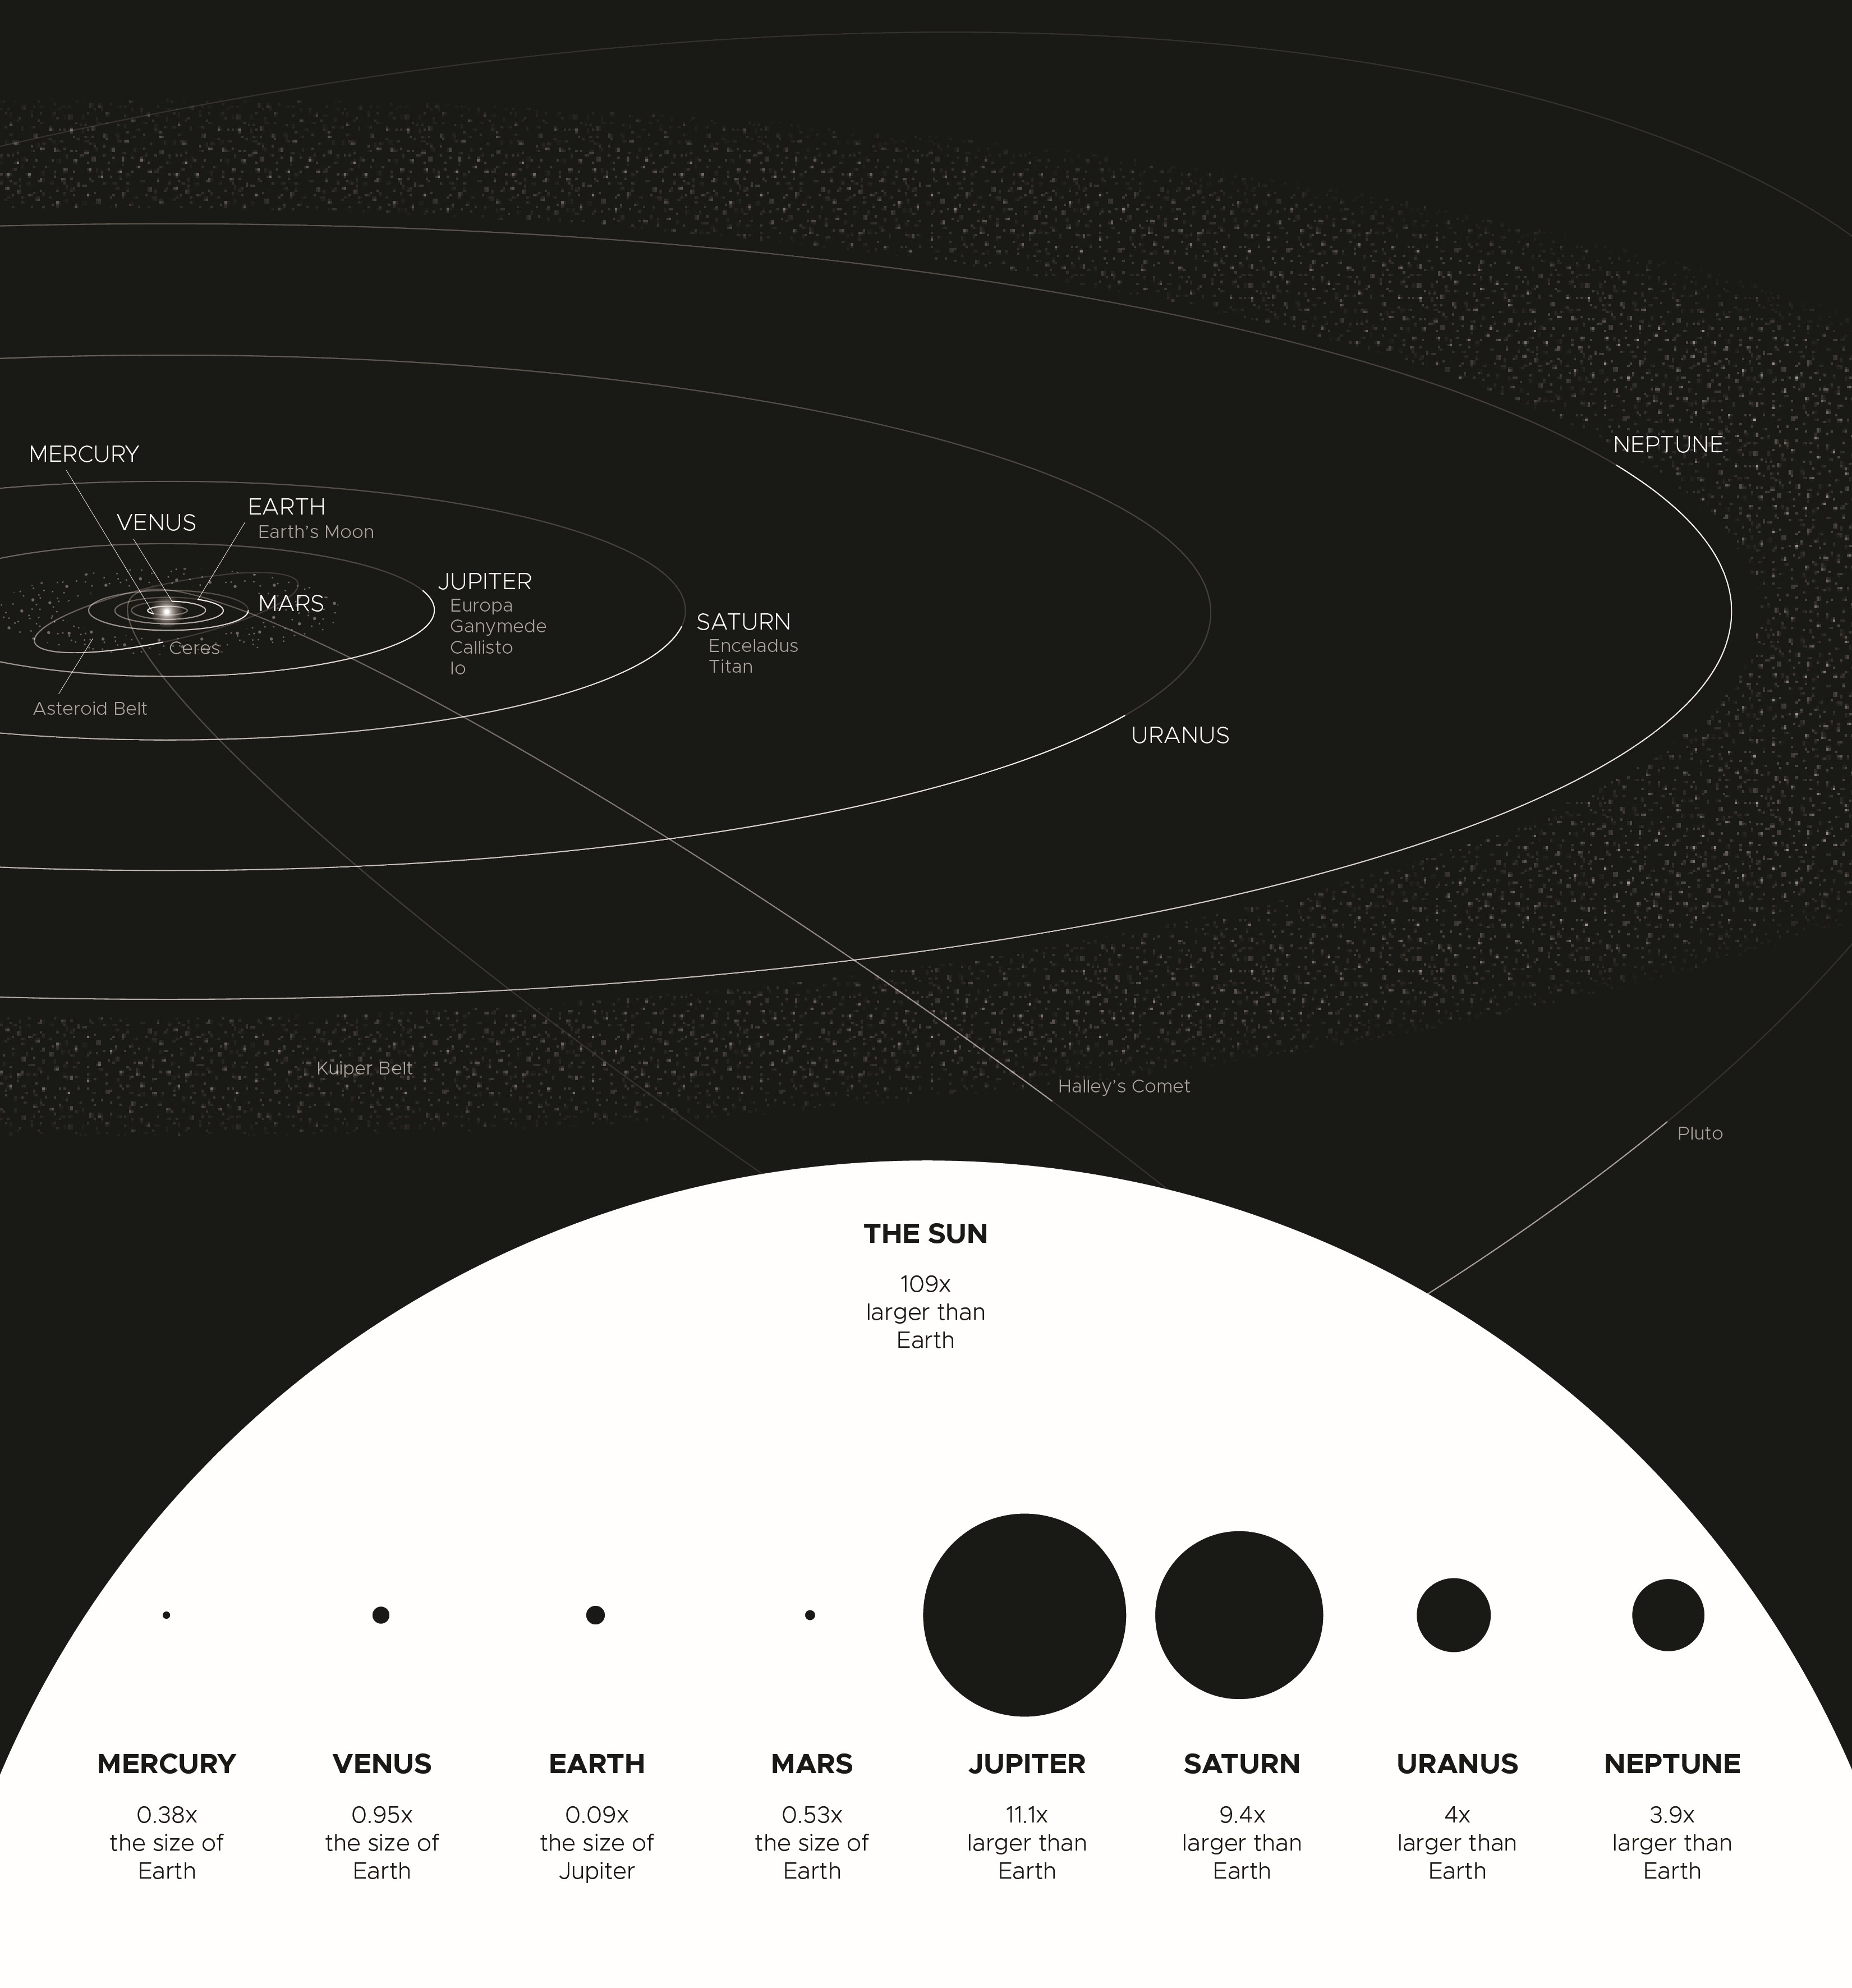 NEPTUNE
MERCURY
VENUS
EARTH
Earth's Moon
JUPITER
Europa
Ganymede
Callisto
Io
MARS
SATURN
Enceladus
Titan
Ceres
Asteroid Belt
URANUS
Kuiper Belt
Halley's Comet
Pluto
THE SUN
109x
larger than
Earth
MERCURY
0.38x
the size of
Earth
VENUS
0.95x
the size of
Earth
EARTH
0.09x
the size of
Jupiter
MARS
0.53x
the size of
Earth
JUPITER
11.1x
larger than
Earth
SATURN
9.4x
larger than
Earth
URANUS
4x
larger than
Earth
NEPTUNE
3.9x
larger than
Earth